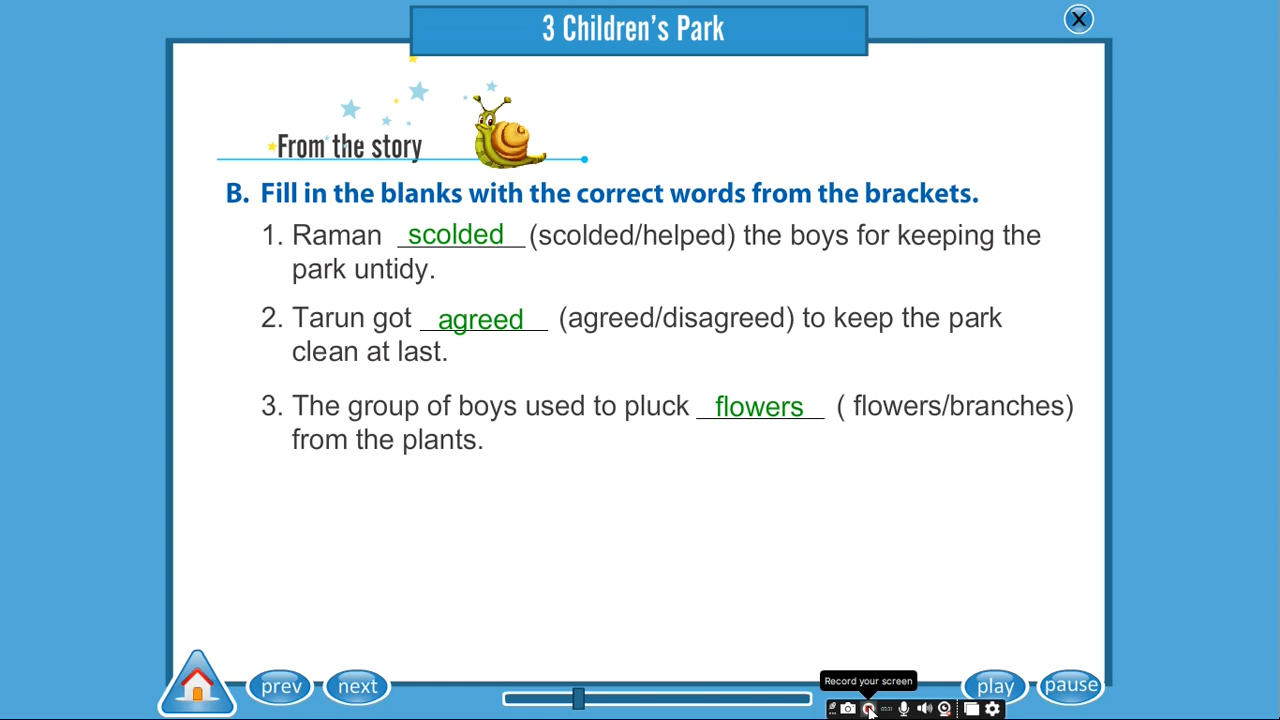 3 Children's Park
X
From the story
B. Fill in the blanks with the correct words from the brackets.
1. Raman scolded (scolded/helped) the boys for keeping the
park untidy.
2. Tarun got agreed (agreed/disagreed) to keep the park
clean at last.
3. The group of boys used to pluck flowers ( flowers/branches)
from the plants.
prev next play pause
Record your screen